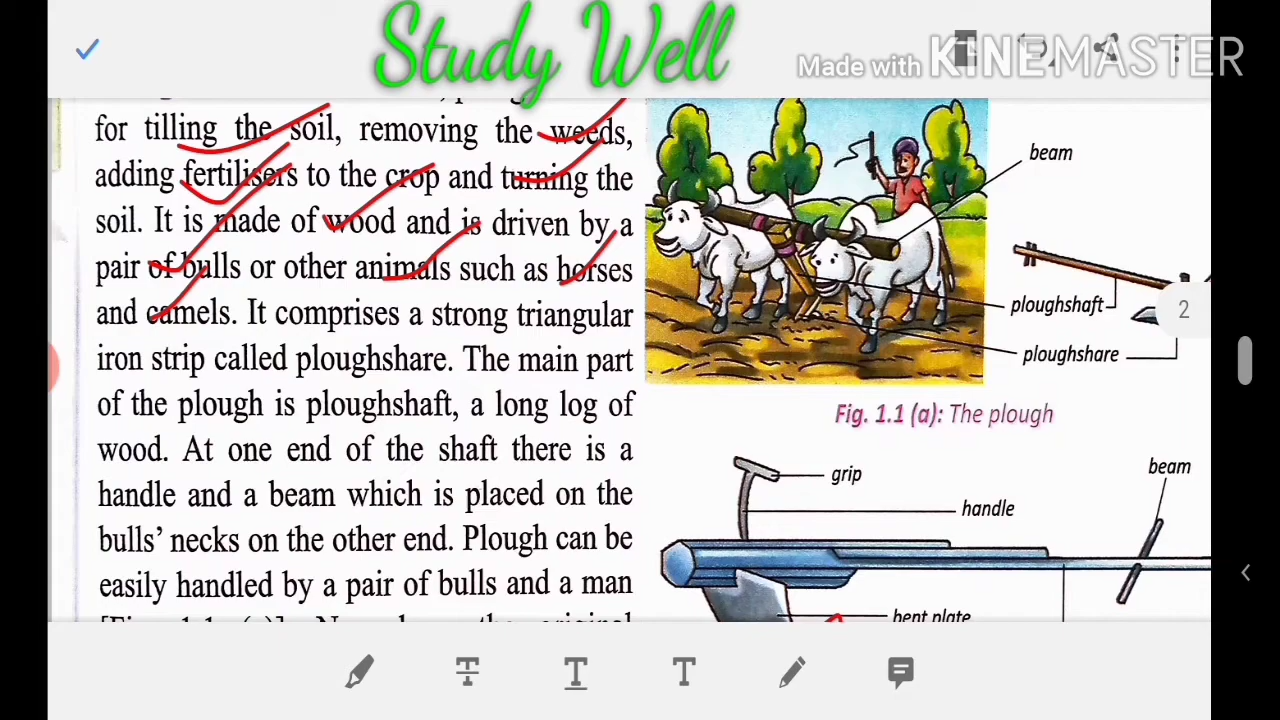 Study Well
Made with KINEMASTER
for tilling the soil, removing the weeds,
adding fertilisers to the crop and turning the
soil. It is made of wood and is driven by a
pair of bulls or other animals such as horses
and camels. It comprises a strong triangular
iron strip called ploughshare. The main part
of the plough is ploughshaft, a long log of
wood. At one end of the shaft there is a
handle and a beam which is placed on the
bulls' necks on the other end. Plough can be
easily handled by a pair of bulls and a man
beam
ploughshaft
2
ploughshare
Fig. 1.1 (a): The plough
grip
beam
handle
bent plate
T
T
T